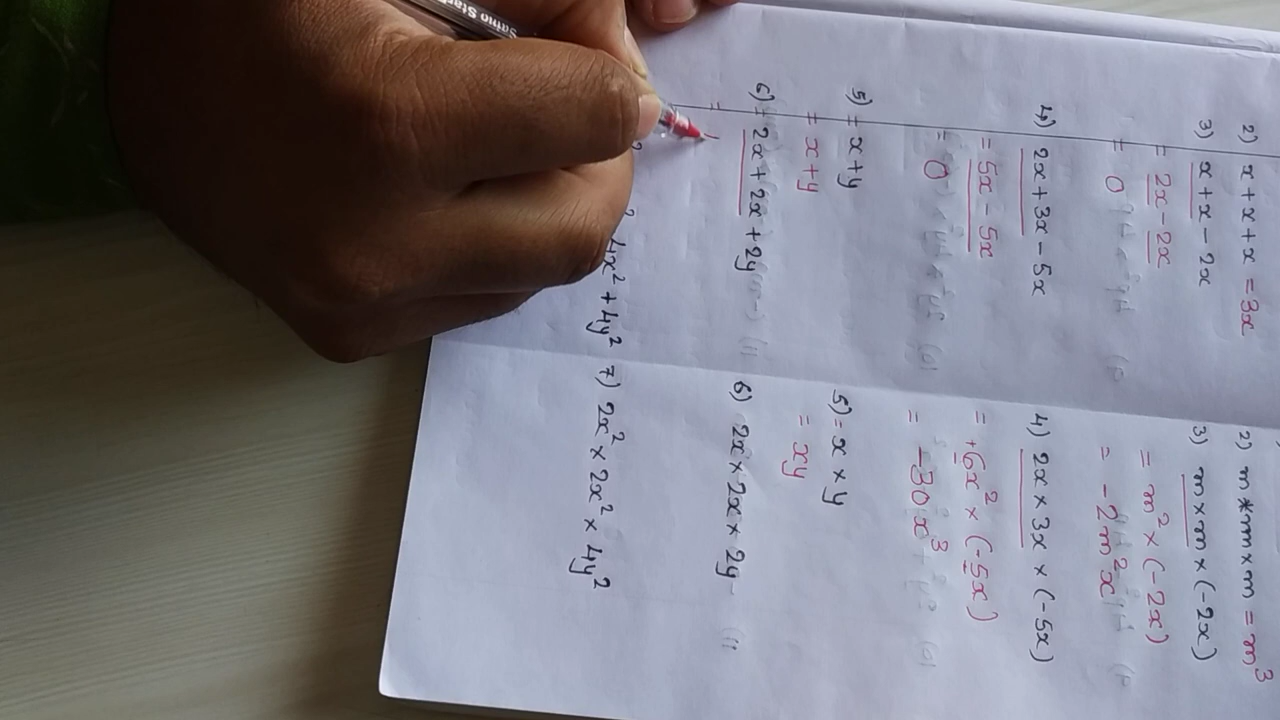 2) x + x + x = 3x
3) x + x - 2x
= 2x - 2x
= 0
4) 2x + 3x - 5x
= 5x - 5x
= 0
5) = x + y
= x + y
6) = 2x + 2x + 2y
=
4x² + 4y²
2) m * m × m = m³
3) m × m × (-2x)
= m² × (-2x)
= -2m²x
4) 2x × 3x × (-5x)
= +6x² × (-5x)
= -30x³
5) = x × y
= xy
6) 2x × 2x × 2y
7) 2x² × 2x² × 4y²